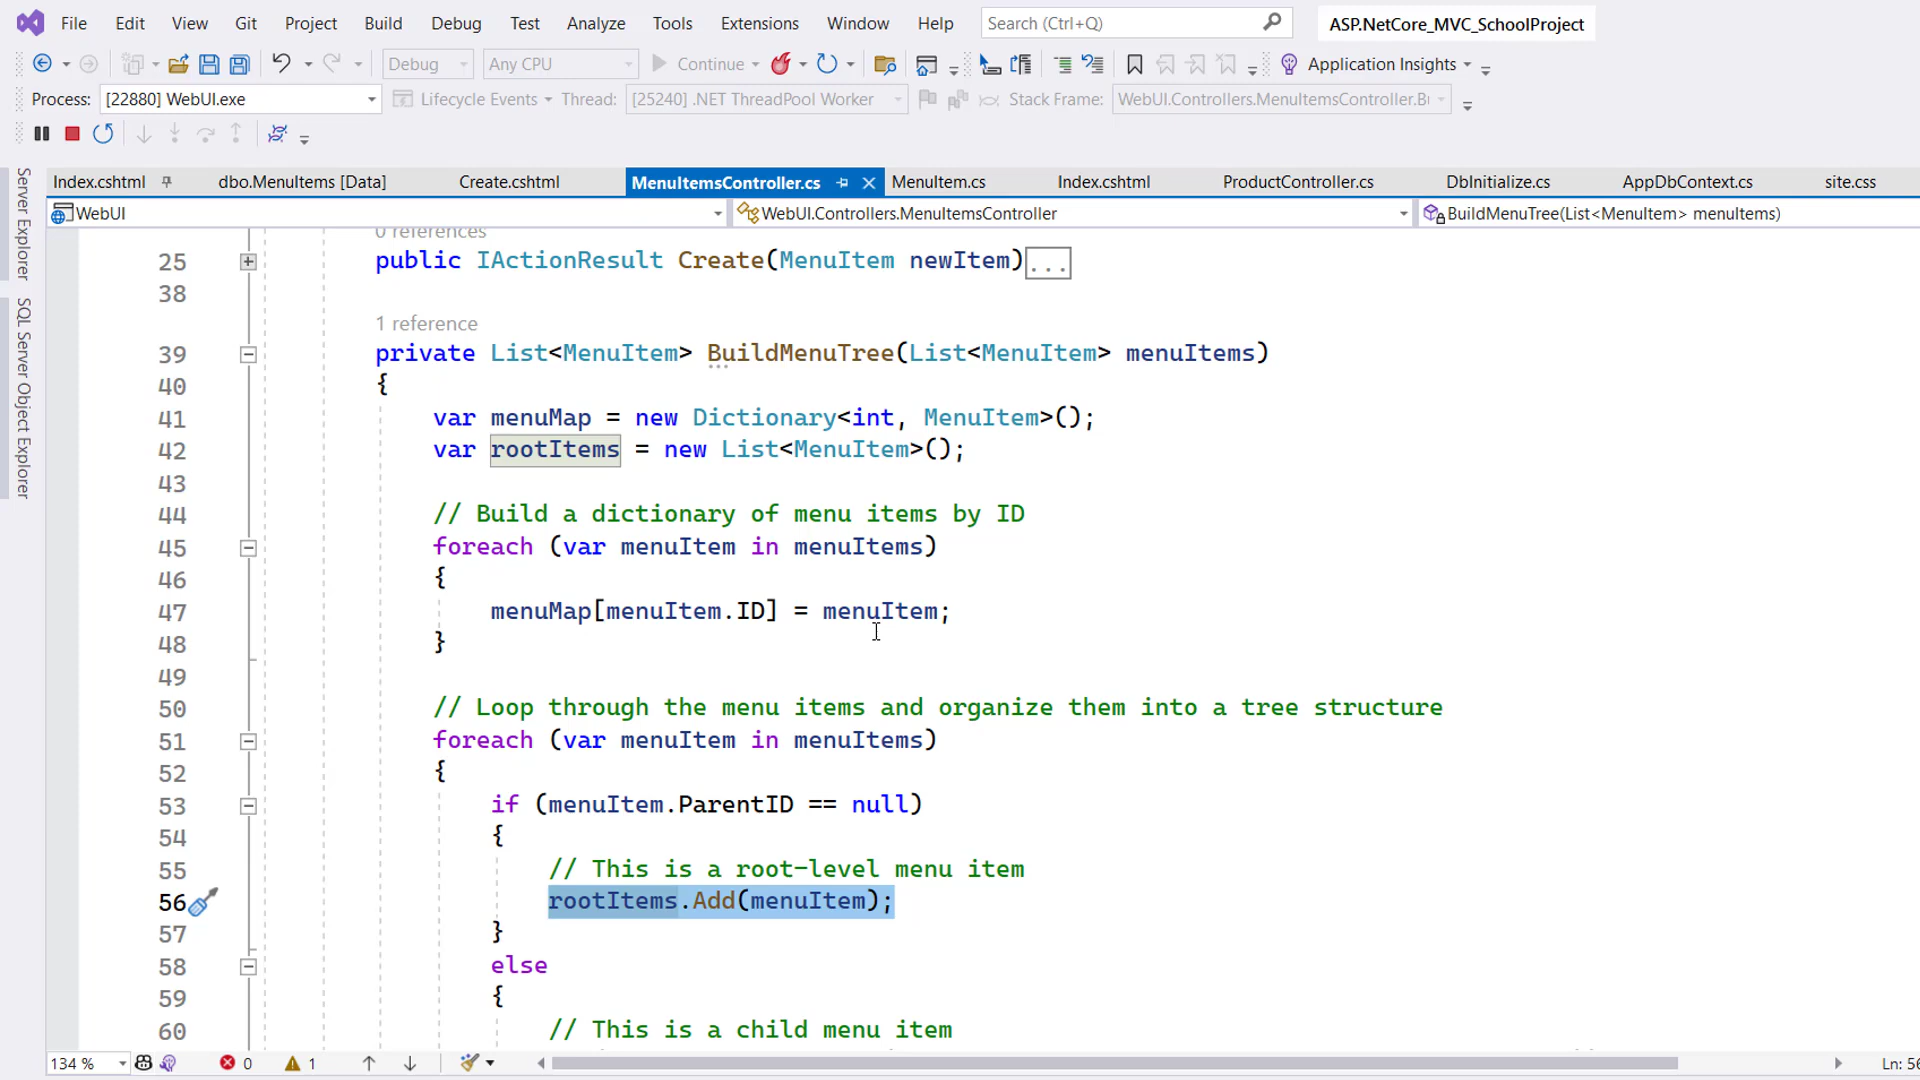 File Edit View Git Project Build Debug Test Analyze Tools Extensions Window Help Search (Ctrl+Q) ASP.NetCore_MVC_SchoolProject
Debug Any CPU Continue Application Insights
Process: [22880] WebUI.exe Lifecycle Events Thread: [25240] .NET ThreadPool Worker Stack Frame: WebUI.Controllers.MenuItemsController.
Server Explorer
SQL Server Object Explorer
Index.cshtml dbo.MenuItems [Data] Create.cshtml MenuItemsController.cs MenuItem.cs Index.cshtml ProductController.cs DbInitialize.cs AppDbContext.cs site.css
WebUI WebUI.Controllers.MenuItemsController BuildMenuTree(List<MenuItem> menuItems)
0 references
25 public IActionResult Create(MenuItem newItem)...
38
1 reference
39 private List<MenuItem> BuildMenuTree(List<MenuItem> menuItems)
40 {
41 var menuMap = new Dictionary<int, MenuItem>();
42 var rootItems = new List<MenuItem>();
43
44 // Build a dictionary of menu items by ID
45 foreach (var menuItem in menuItems)
46 {
47 menuMap[menuItem.ID] = menuItem;
48 }
49
50 // Loop through the menu items and organize them into a tree structure
51 foreach (var menuItem in menuItems)
52 {
53 if (menuItem.ParentID == null)
54 {
55 // This is a root-level menu item
56 rootItems.Add(menuItem);
57 }
58 else
59 {
60 // This is a child menu item
134 % 0 1 Ln: 56